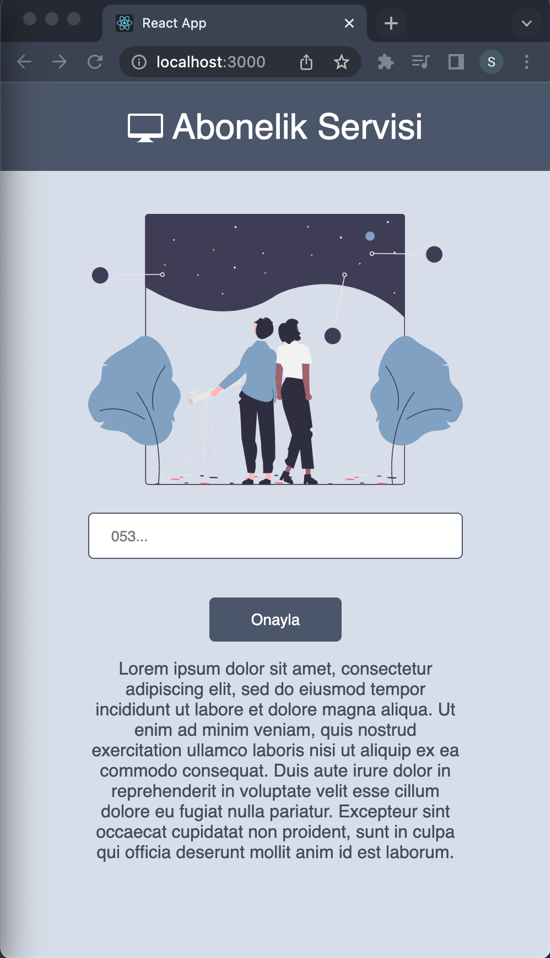 React App
localhost:3000
S
Abonelik Servisi
053...
Onayla
Lorem ipsum dolor sit amet, consectetur
adipiscing elit, sed do eiusmod tempor
incididunt ut labore et dolore magna aliqua. Ut
enim ad minim veniam, quis nostrud
exercitation ullamco laboris nisi ut aliquip ex ea
commodo consequat. Duis aute irure dolor in
reprehenderit in voluptate velit esse cillum
dolore eu fugiat nulla pariatur. Excepteur sint
occaecat cupidatat non proident, sunt in culpa
qui officia deserunt mollit anim id est laborum.